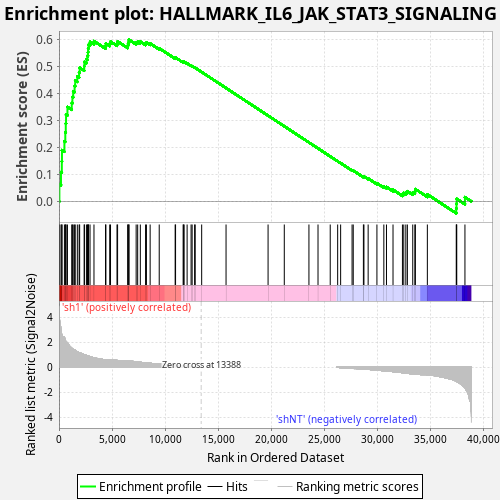 Enrichment plot: HALLMARK_IL6_JAK_STAT3_SIGNALING
Enrichment score (ES)
0.6
0.5
0.4
0.3
0.2
0.1
0.0
'sh1' (positively correlated)
Ranked list metric (Signal2Noise)
4
2
0
-2
-4
Zero cross at 13388
'shNT' (negatively correlated)
0
5,000
10,000
15,000
20,000
25,000
30,000
35,000
40,000
Rank in Ordered Dataset
Enrichment profile
Hits
Ranking metric scores